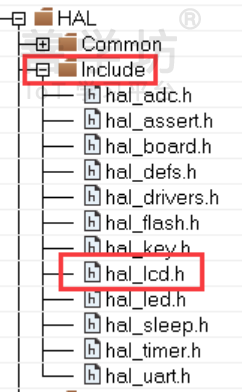 HAL
Common
Include
hal_adc.h
hal_assert.h
hal_board.h
hal_defs.h
hal_drivers.h
hal_flash.h
hal_key.h
hal_lcd.h
hal_led.h
hal_sleep.h
hal_timer.h
hal_uart.h